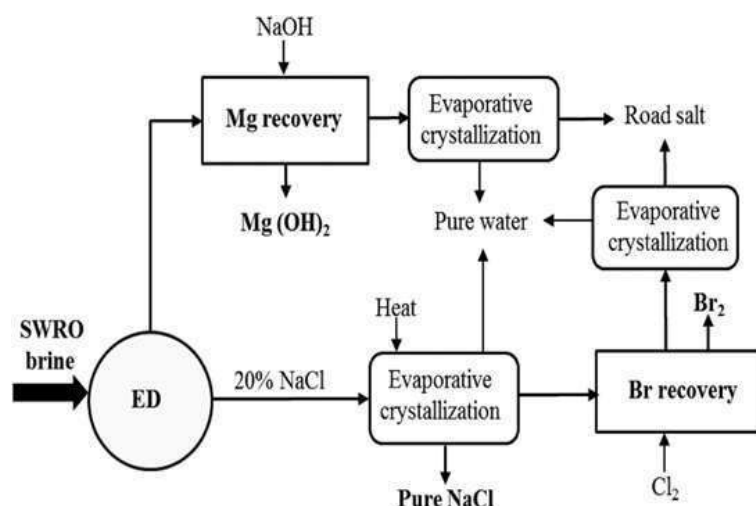 NaOH
Mg recovery
Evaporative
crystallization
Road salt
Mg (OH)₂
Pure water
Evaporative
crystallization
SWRO
brine
Heat
Br₂
ED
20% NaCl
Evaporative
crystallization
Br recovery
Pure NaCl
Cl₂